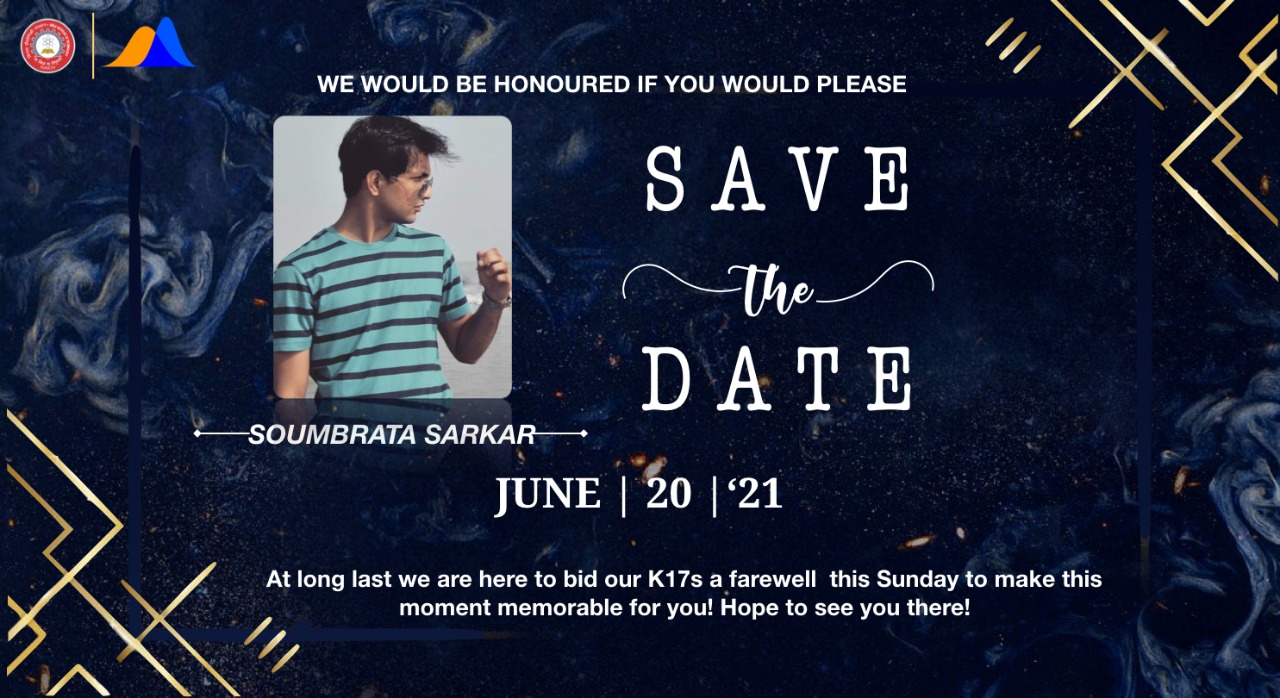 WE WOULD BE HONOURED IF YOU WOULD PLEASE
SAVE
the
DATE
SOUMBRATA SARKAR
JUNE | 20 | ‘21
At long last we are here to bid our K17s a farewell this Sunday to make this
moment memorable for you! Hope to see you there!